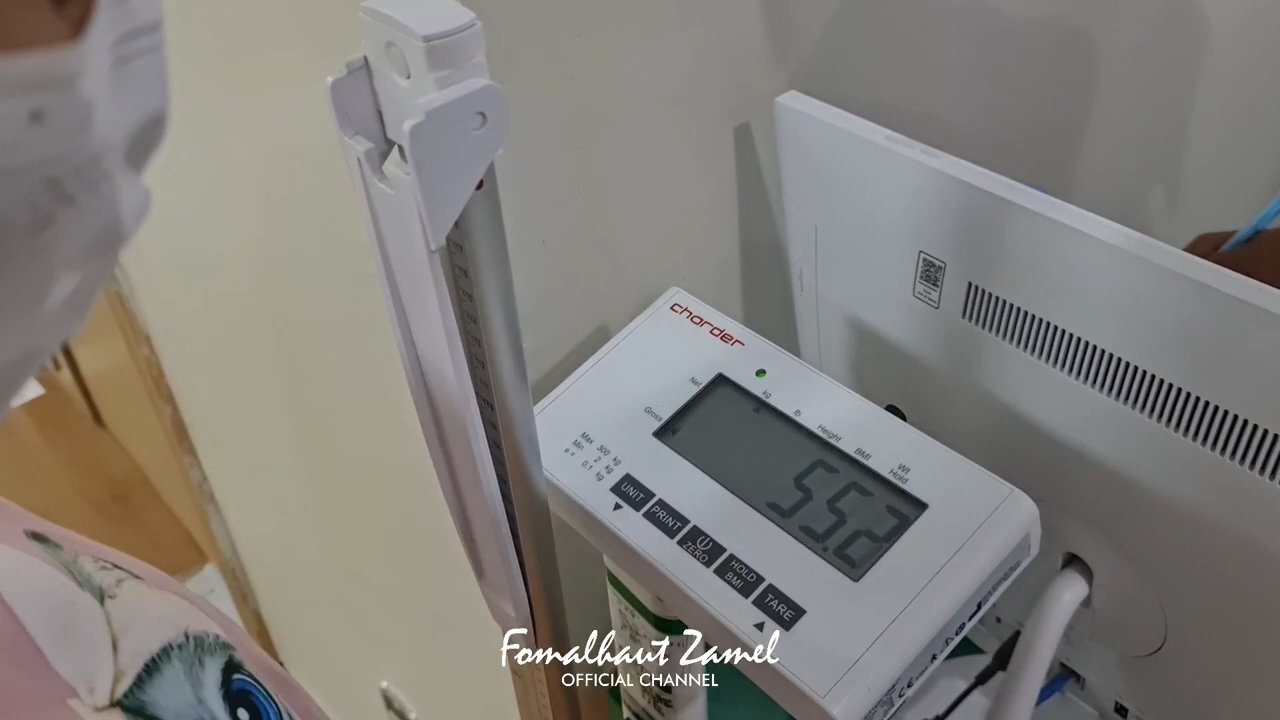 charder
Net
Gross
kg
lb
Height
BMI
Wt
Hold
Max 300 kg
Min 2 kg
e = 0.1 kg
55.2
UNIT
PRINT
ZERO
HOLD
BMI
TARE
Fomalhaut Zamel
OFFICIAL CHANNEL